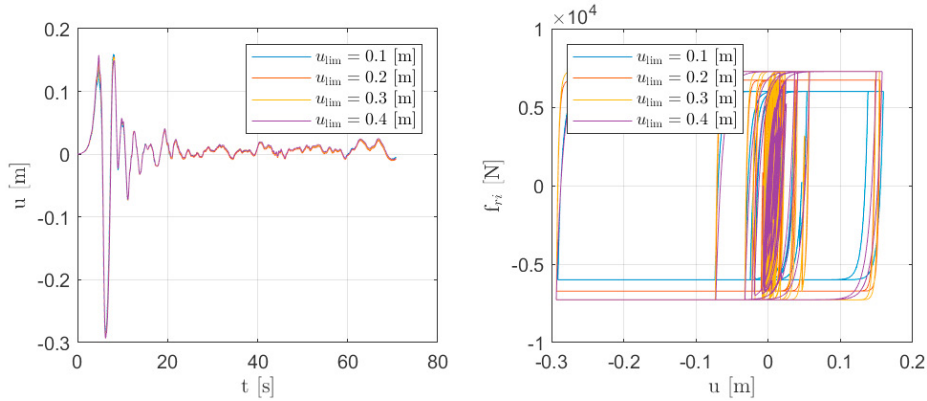 0.2
0.1
0
-0.1
-0.2
-0.3
0
20
40
60
80
u [m]
t [s]
u_lim = 0.1 [m]
u_lim = 0.2 [m]
u_lim = 0.3 [m]
u_lim = 0.4 [m]
×10⁴
1
0.5
0
-0.5
-1
-0.3
-0.2
-0.1
0
0.1
0.2
f_ri [N]
u [m]
u_lim = 0.1 [m]
u_lim = 0.2 [m]
u_lim = 0.3 [m]
u_lim = 0.4 [m]